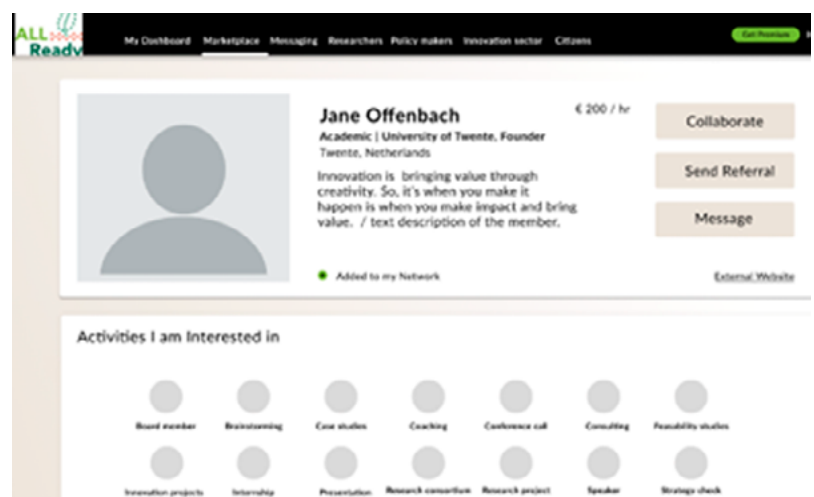 ALL
Ready
My Dashboard Marketplace Messaging Researchers Policy makers Innovation sector Citizens
Get Premium
Jane Offenbach
€ 200 / hr
Academic | University of Twente, Founder
Twente, Netherlands
Innovation is bringing value through
creativity. So, it's when you make it
happen is when you make impact and bring
value. / text description of the member.
Added to my Network
Collaborate
Send Referral
Message
External Website
Activities I am Interested in
Board member Brainstorming Case studies Coaching Conference call Consulting Feasability studies
Innovation projects Internship Presentation Research consortium Research project Speaker Strategy check